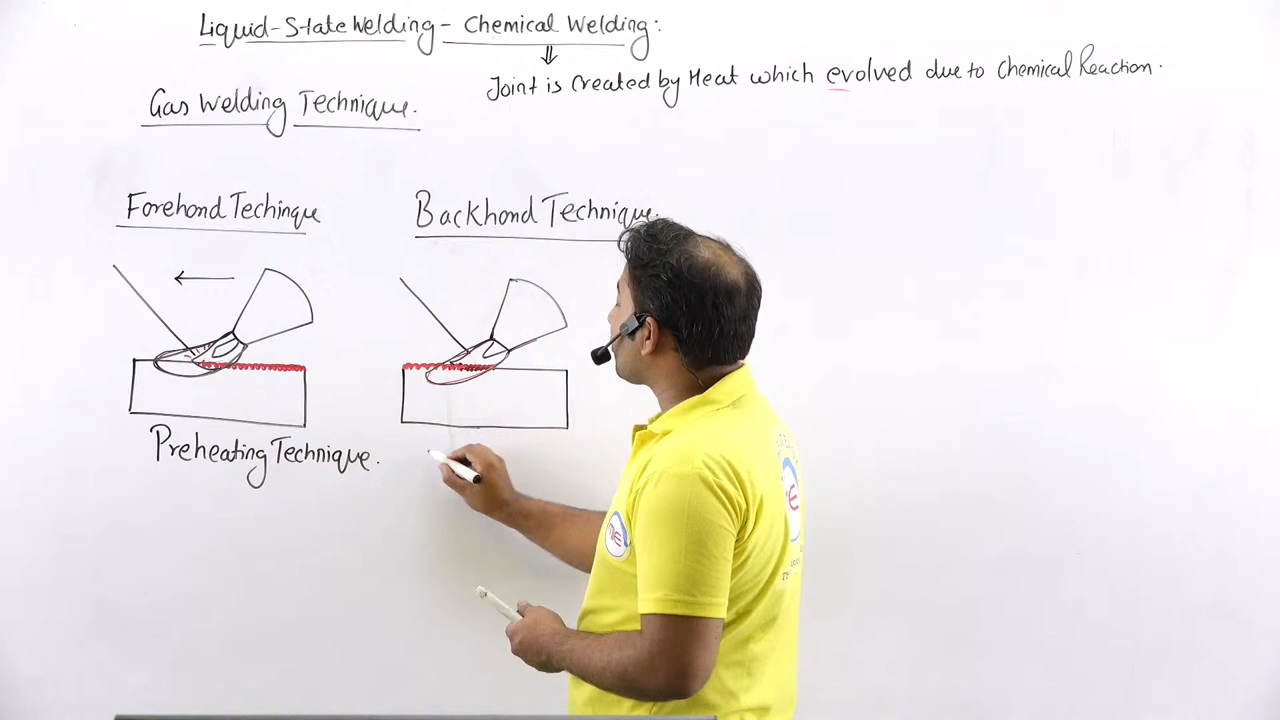 Liquid-State Welding - Chemical Welding:
Joint is Created by Heat which evolved due to Chemical Reaction.
Gas Welding Technique.
Forehond Techinque
Backhond Technique.
Preheating Technique.